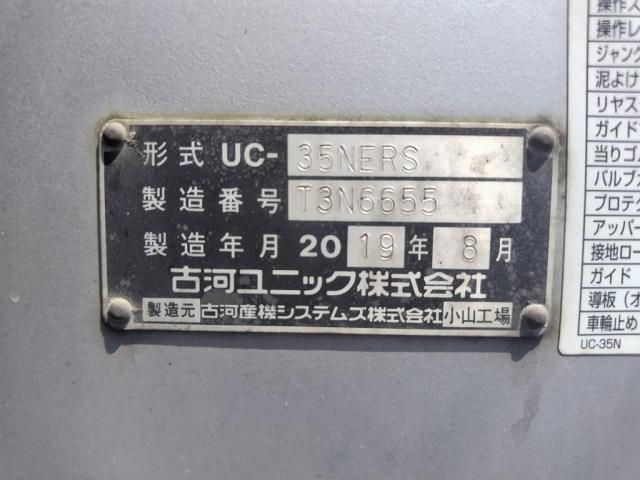 形式 UC- 35NERS
製造番号 T3N6655
製造年月 2019年 8月
古河ユニック株式会社
製造元 古河産機システムズ株式会社 小山工場
操作ス
操作レ
ジャング
泥よけ
リヤス
ガイド
当りゴ
バルブカ
プロテク
アッパー
接地ロー
ガイド
導板（オ
車輪止め
UC-35N